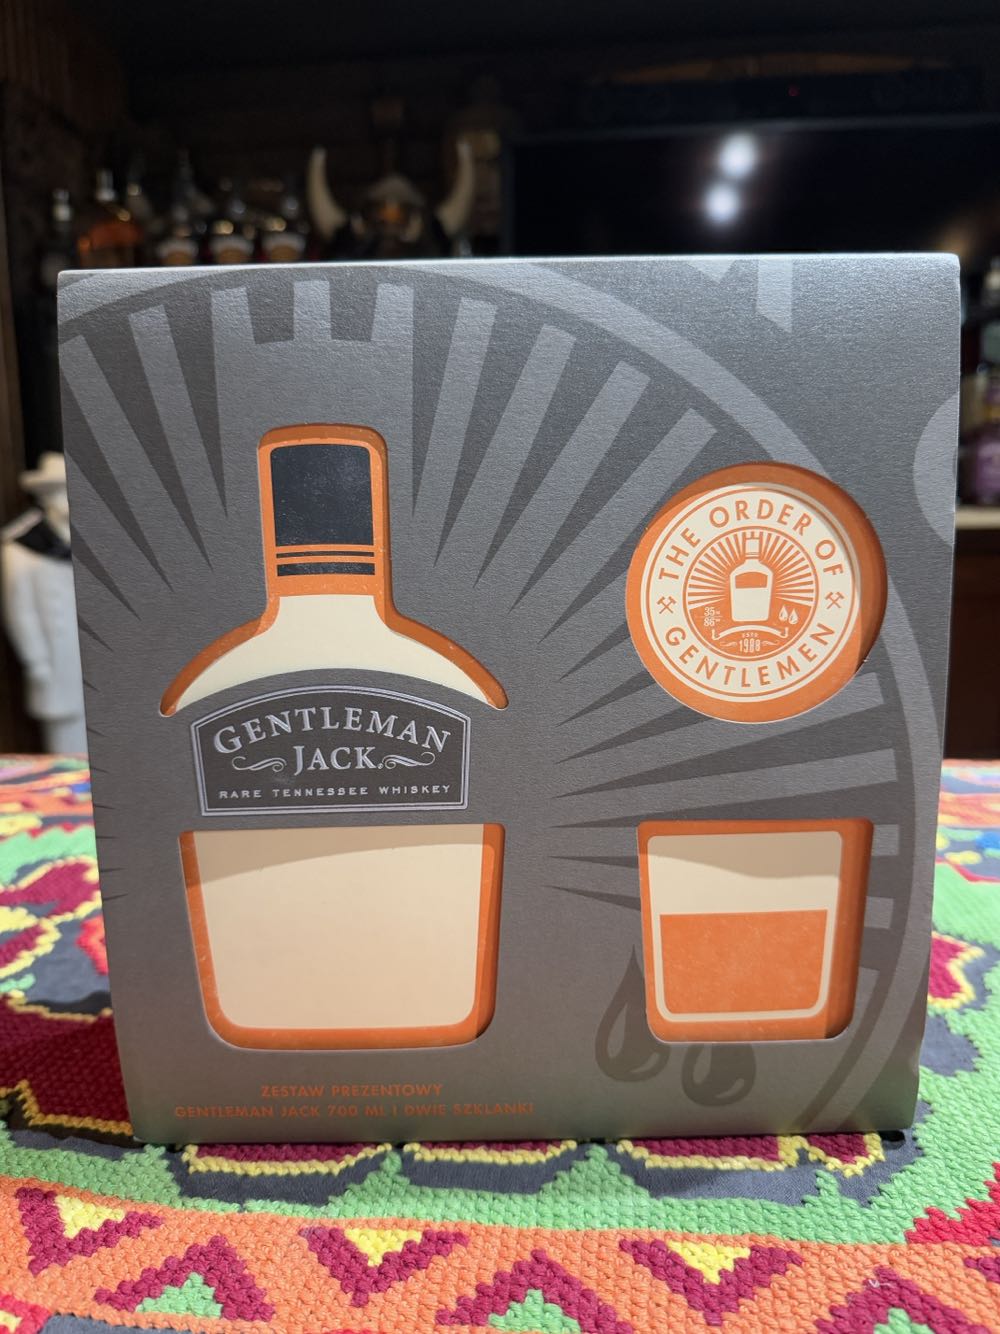 THE ORDER OF
GENTLEMEN
35°N
86°W
ESTD
1988
GENTLEMAN
JACK
RARE TENNESSEE WHISKEY
ZESTAW PREZENTOWY
GENTLEMAN JACK 700 ML I DWIE SZKLANKI